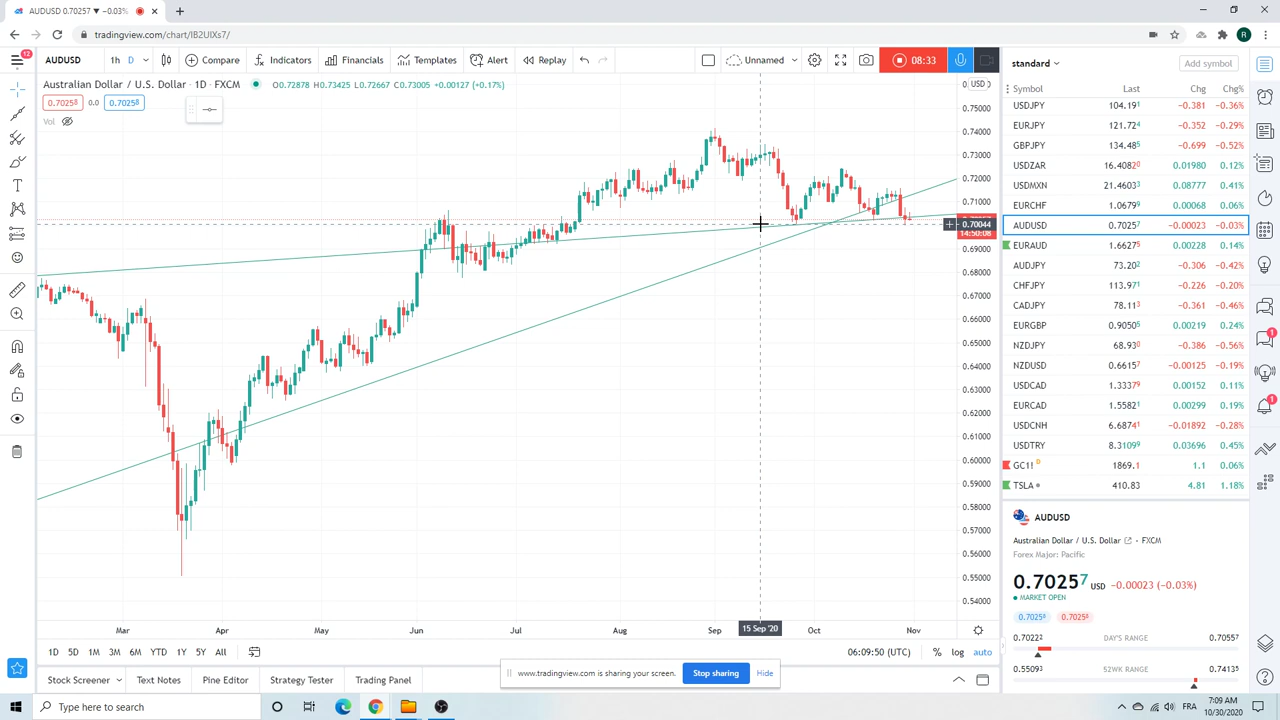 AUDUSD 0.70257 ▼ −0.03%
tradingview.com/chart/IB2UIXs7/
R
12
AUDUSD 1h D Compare Indicators Financials Templates Alert Replay Unnamed 08:33
Australian Dollar / U.S. Dollar · 1D · FXCM 0.72878 H0.73425 L0.72667 C0.73005 +0.00127 (+0.17%)
0.70258 0.0 0.70258
Vol
USD
0.75000
0.74000
0.73000
0.72000
0.71000
0.70044
14:50:08
0.69000
0.68000
0.67000
0.66000
0.65000
0.64000
0.63000
0.62000
0.61000
0.60000
0.59000
0.58000
0.57000
0.56000
0.55000
0.54000
Mar Apr May Jun Jul Aug Sep 15 Sep '20 Oct Nov
1D 5D 1M 3M 6M YTD 1Y 5Y All 06:09:50 (UTC) % log auto
Stock Screener Text Notes Pine Editor Strategy Tester Trading Panel
www.tradingview.com is sharing your screen. Stop sharing Hide
standard Add symbol
Symbol Last Chg Chg%
USDJPY 104.191 −0.381 −0.36%
EURJPY 121.724 −0.352 −0.29%
GBPJPY 134.485 −0.699 −0.52%
USDZAR 16.40820 0.01980 0.12%
USDMXN 21.46033 0.08777 0.41%
EURCHF 1.06799 0.00068 0.06%
AUDUSD 0.70257 −0.00023 −0.03%
EURAUD 1.66275 0.00228 0.14%
AUDJPY 73.202 −0.306 −0.42%
CHFJPY 113.971 −0.226 −0.20%
CADJPY 78.113 −0.361 −0.46%
EURGBP 0.90505 0.00219 0.24%
NZDJPY 68.930 −0.386 −0.56%
NZDUSD 0.66157 −0.00125 −0.19%
USDCAD 1.33379 0.00152 0.11%
EURCAD 1.55821 0.00299 0.19%
USDCNH 6.68741 −0.01892 −0.28%
USDTRY 8.31099 0.03696 0.45%
GC1! D 1869.1 1.1 0.06%
TSLA 410.83 4.81 1.18%
AUDUSD
Australian Dollar / U.S. Dollar · FXCM
Forex Major: Pacific
0.70257 USD −0.00023 (−0.03%)
MARKET OPEN
0.70258 0.70258
0.70222 DAY'S RANGE 0.70557
0.55093 52WK RANGE 0.74135
1
1
Type here to search
FRA 7:09 AM
10/30/2020